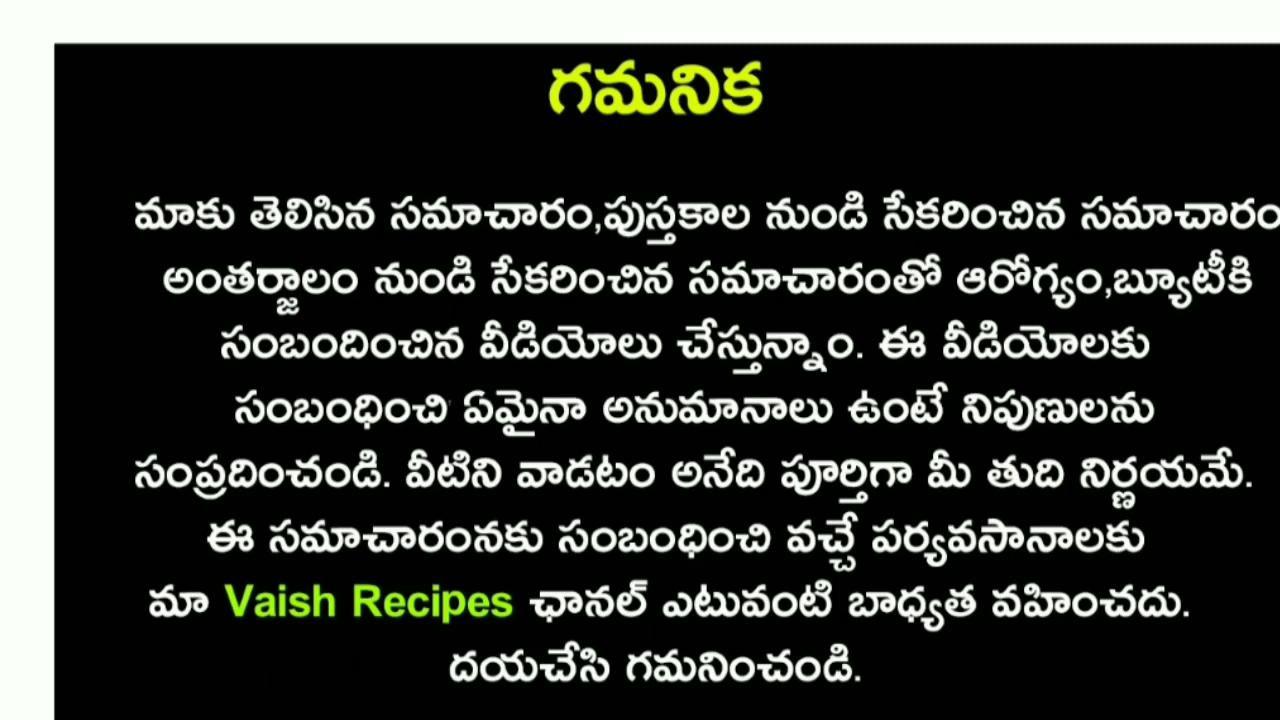 గమనిక
మాకు తెలిసిన సమాచారం,పుస్తకాల నుండి సేకరించిన సమాచారం
అంతర్జాలం నుండి సేకరించిన సమాచారంతో ఆరోగ్యం,బ్యూటీకి
సంబందించిన వీడియోలు చేస్తున్నాం. ఈ వీడియోలకు
సంబంధించి ఏమైనా అనుమానాలు ఉంటే నిపుణులను
సంప్రదించండి. వీటిని వాడటం అనేది పూర్తిగా మీ తుది నిర్ణయమే.
ఈ సమాచారంనకు సంబంధించి వచ్చే పర్యవసానాలకు
మా Vaish Recipes ఛానల్ ఎటువంటి బాధ్యత వహించదు.
దయచేసి గమనించండి.